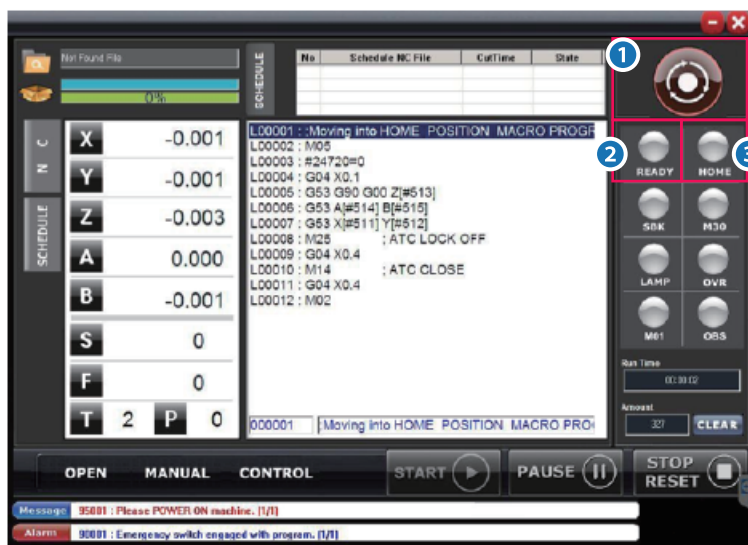 Not Found File
0%
SCHEDULE
No Schedule NC File CutTime State
1
2
3
N C
SCHEDULE
X -0.001
Y -0.001
Z -0.003
A 0.000
B -0.001
S 0
F 0
T 2 P 0
L00001 : ;Moving into HOME POSITION MACRO PROGR
L00002 : M05
L00003 : #24720=0
L00004 : G04 X0.1
L00005 : G53 G90 G00 Z[#513]
L00006 : G53 A[#514] B[#515]
L00007 : G53 X[#511] Y[#512]
L00008 : M25 ; ATC LOCK OFF
L00009 : G04 X0.4
L00010 : M14 ; ATC CLOSE
L00011 : G04 X0.4
L00012 : M02
000001 ;Moving into HOME POSITION MACRO PRO
READY HOME
SBK M30
LAMP OVR
M01 OBS
Run Time
00:00:02
Amount
327 CLEAR
OPEN MANUAL CONTROL START PAUSE STOP RESET
Message 95001 : Please POWER ON machine. [1/1]
Alarm 90001 : Emergency switch engaged with program. [1/1]